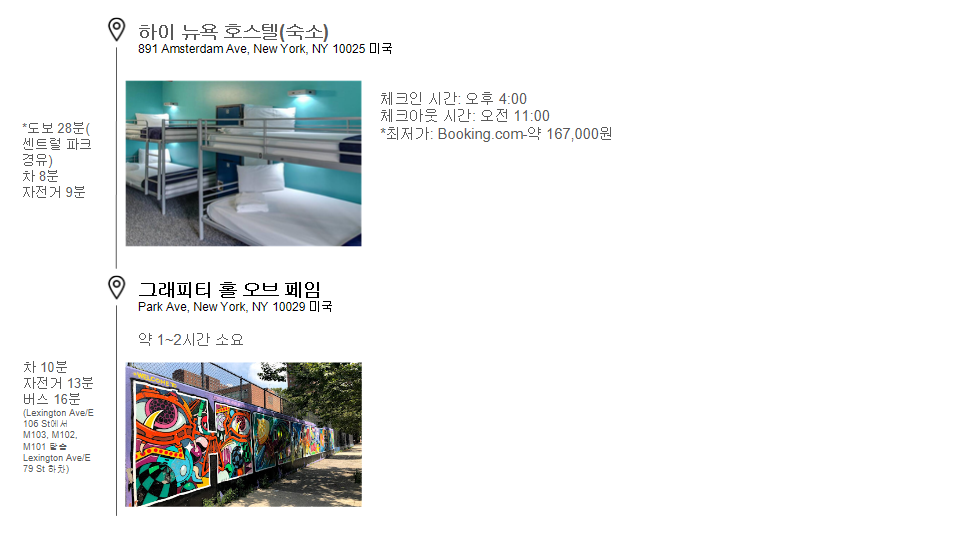 하이 뉴욕 호스텔(숙소)
891 Amsterdam Ave, New York, NY 10025 미국
체크인 시간: 오후 4:00
체크아웃 시간: 오전 11:00
*최저가: Booking.com-약 167,000원
*도보 28분(
센트럴 파크
경유)
차 8분
자전거 9분
그래피티 홀 오브 페임
Park Ave, New York, NY 10029 미국
약 1~2시간 소요
차 10분
자전거 13분
버스 16분
(Lexington Ave/E
106 St에서
M103, M102,
M101 탑승
Lexington Ave/E
79 St 하차)